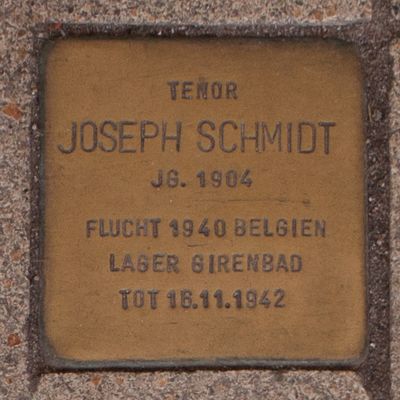 TENOR
JOSEPH SCHMIDT
JG. 1904
FLUCHT 1940 BELGIEN
LAGER GIRENBAD
TOT 16.11.1942